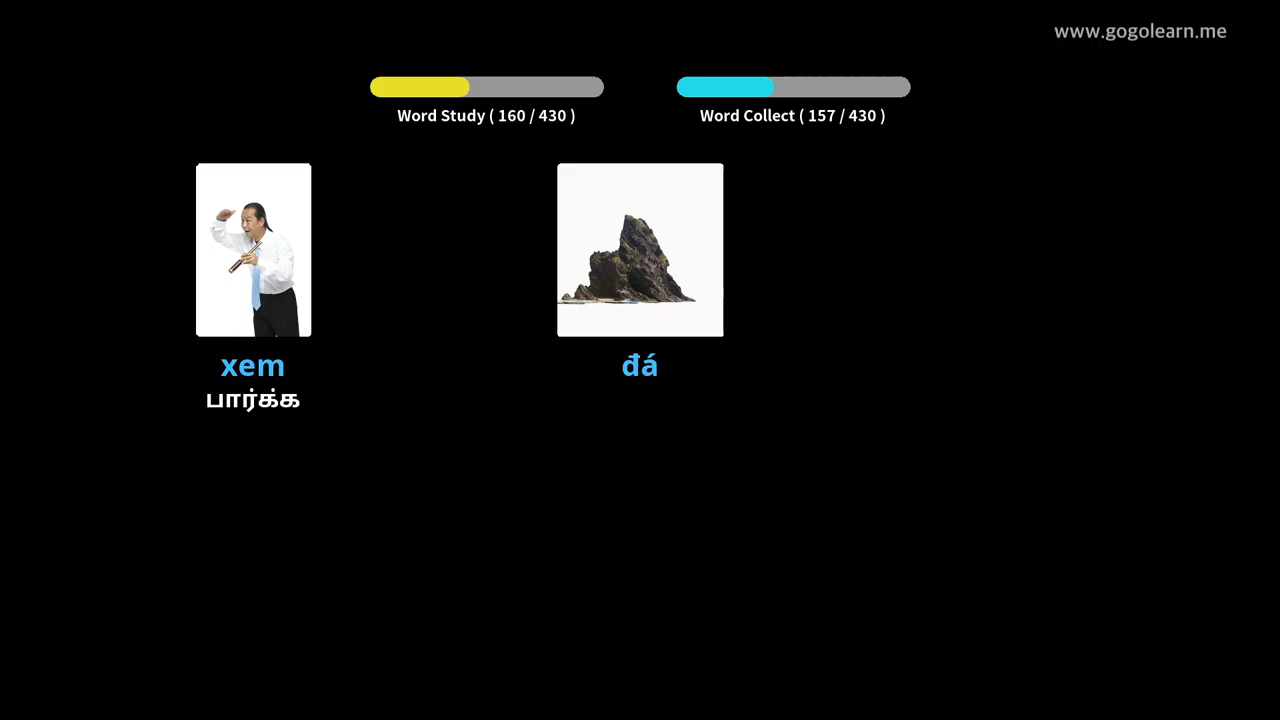 www.gogolearn.me
Word Study ( 160 / 430 )
Word Collect ( 157 / 430 )
xem
பார்க்க
đá